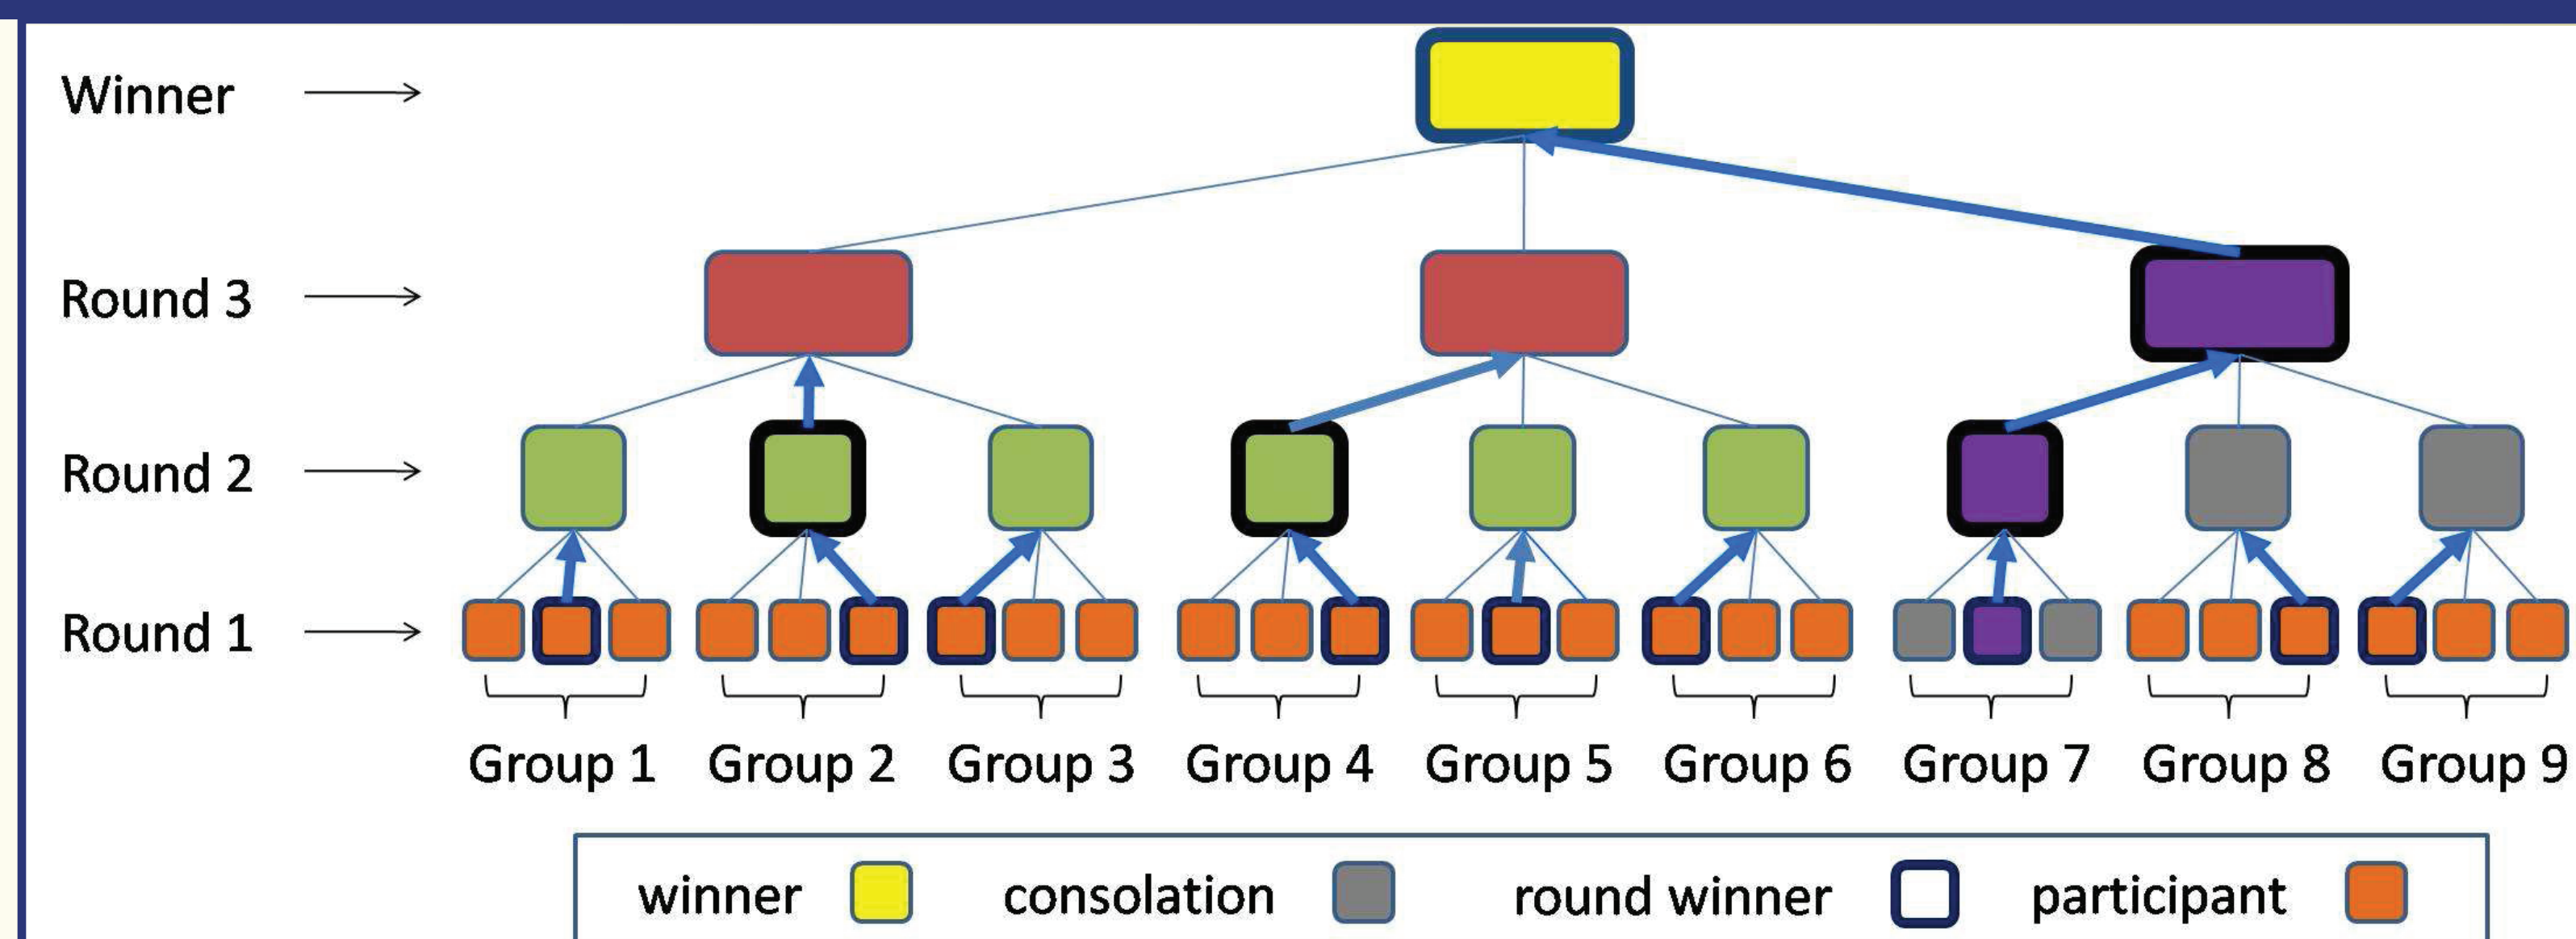 Winner
Round 3
Round 2
Round 1
Group 1 Group 2 Group 3 Group 4 Group 5 Group 6 Group 7 Group 8 Group 9
winner consolation round winner participant